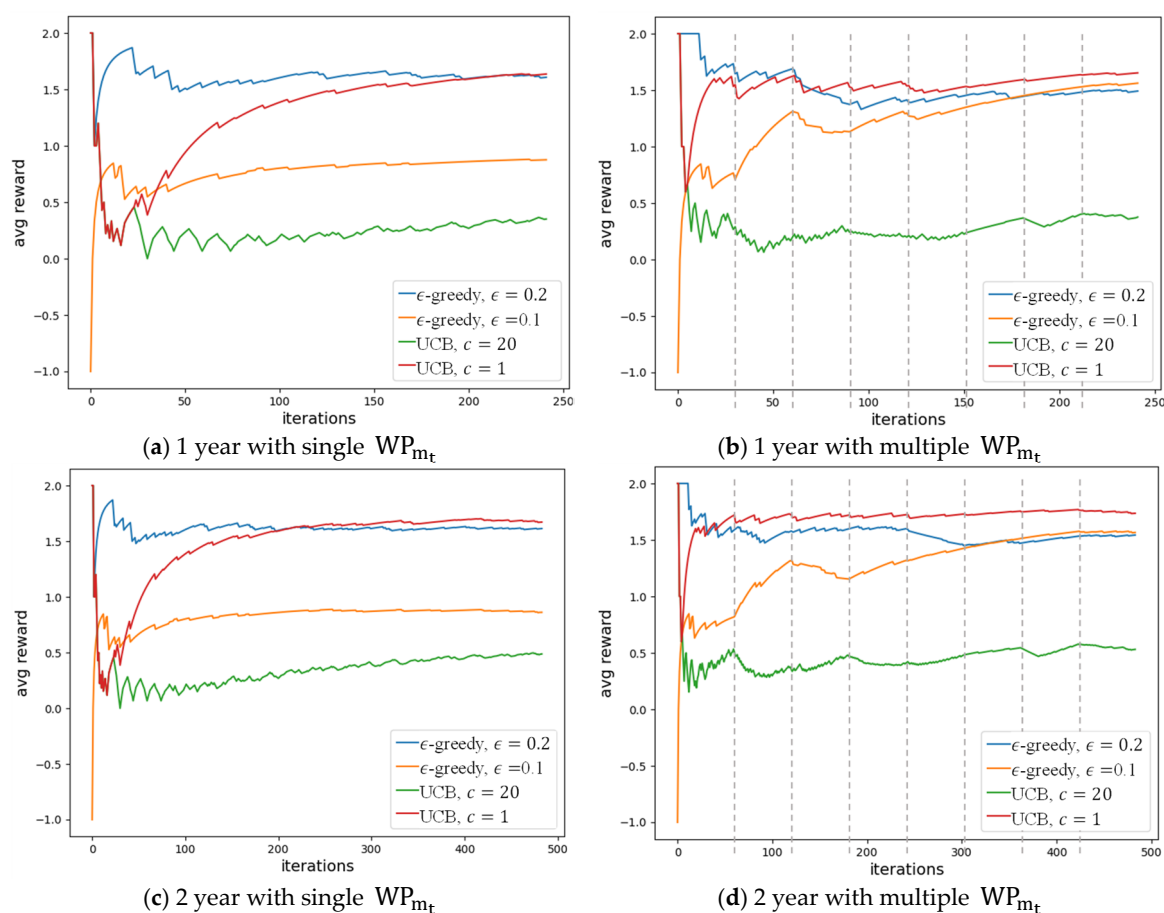 2.0
1.5
1.0
0.5
0.0
−0.5
−1.0
avg reward
0
50
100
150
200
250
iterations
ϵ-greedy, ϵ = 0.2
ϵ-greedy, ϵ =0.1
UCB, c = 20
UCB, c = 1
(a) 1 year with single WPmt
2.0
1.5
1.0
0.5
0.0
−0.5
−1.0
avg reward
0
50
100
150
200
250
iterations
ϵ-greedy, ϵ = 0.2
ϵ-greedy, ϵ =0.1
UCB, c = 20
UCB, c = 1
(b) 1 year with multiple WPmt
2.0
1.5
1.0
0.5
0.0
−0.5
−1.0
avg reward
0
100
200
300
400
500
iterations
ϵ-greedy, ϵ = 0.2
ϵ-greedy, ϵ =0.1
UCB, c = 20
UCB, c = 1
(c) 2 year with single WPmt
2.0
1.5
1.0
0.5
0.0
−0.5
−1.0
avg reward
0
100
200
300
400
500
iterations
ϵ-greedy, ϵ = 0.2
ϵ-greedy, ϵ =0.1
UCB, c = 20
UCB, c = 1
(d) 2 year with multiple WPmt